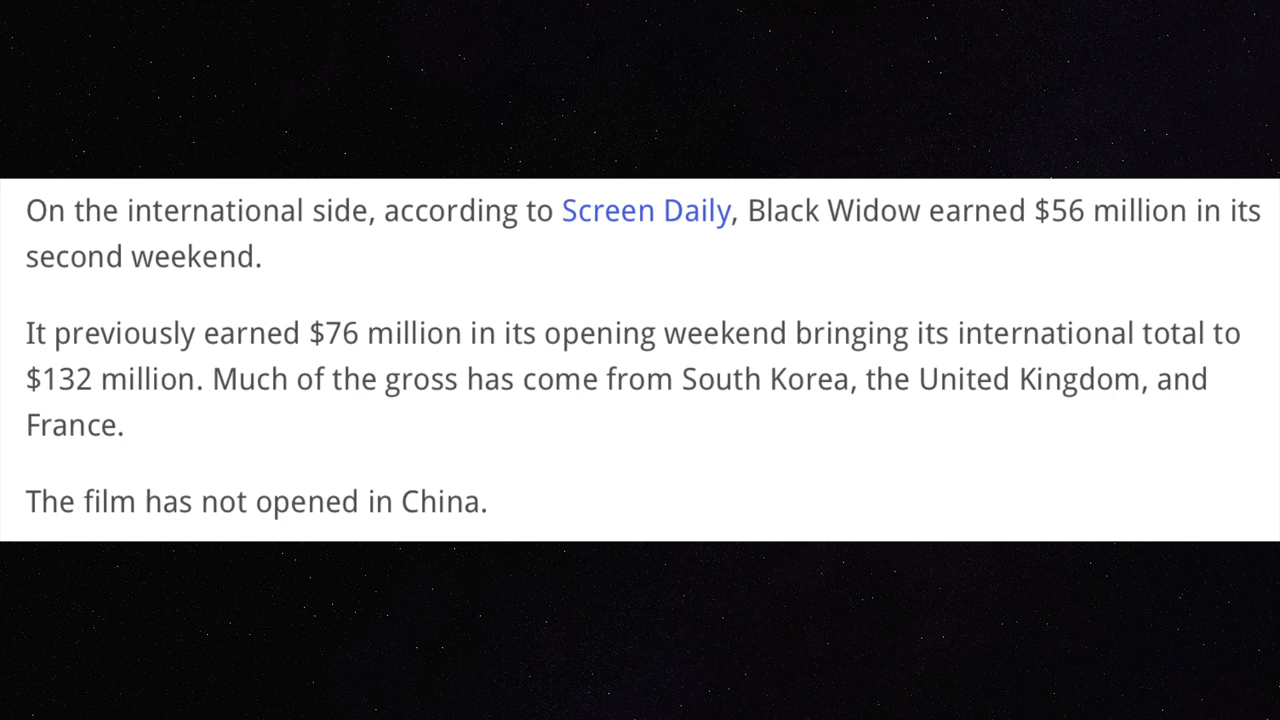 On the international side, according to Screen Daily, Black Widow earned $56 million in its
second weekend.
It previously earned $76 million in its opening weekend bringing its international total to
$132 million. Much of the gross has come from South Korea, the United Kingdom, and
France.
The film has not opened in China.